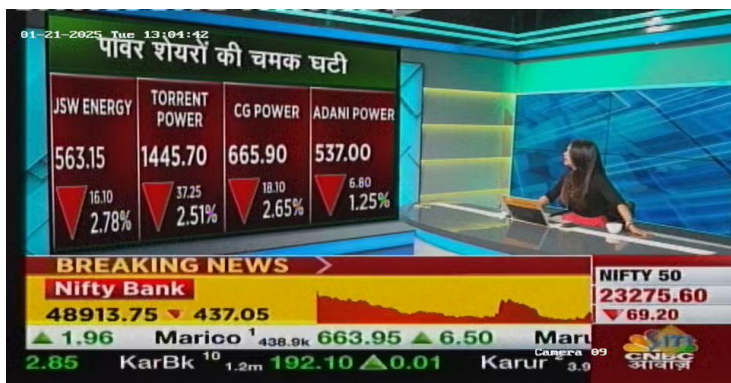 01-21-2025 Tue 13:04:42
पावर शेयरों की चमक घटी
JSW ENERGY
563.15
16.10
2.78%
TORRENT
POWER
1445.70
37.25
2.51%
CG POWER
665.90
18.10
2.65%
ADANI POWER
537.00
6.80
1.25%
BREAKING NEWS
Nifty Bank
48913.75 ▼ 437.05
NIFTY 50
23275.60
▼ 69.20
▲ 1.96 Marico 1 438.9k 663.95 ▲ 6.50 Maru
2.85 KarBk 10 1.2m 192.10 ▲ 0.01 Karur 3.9
Camera 09
CNBC
आवाज़